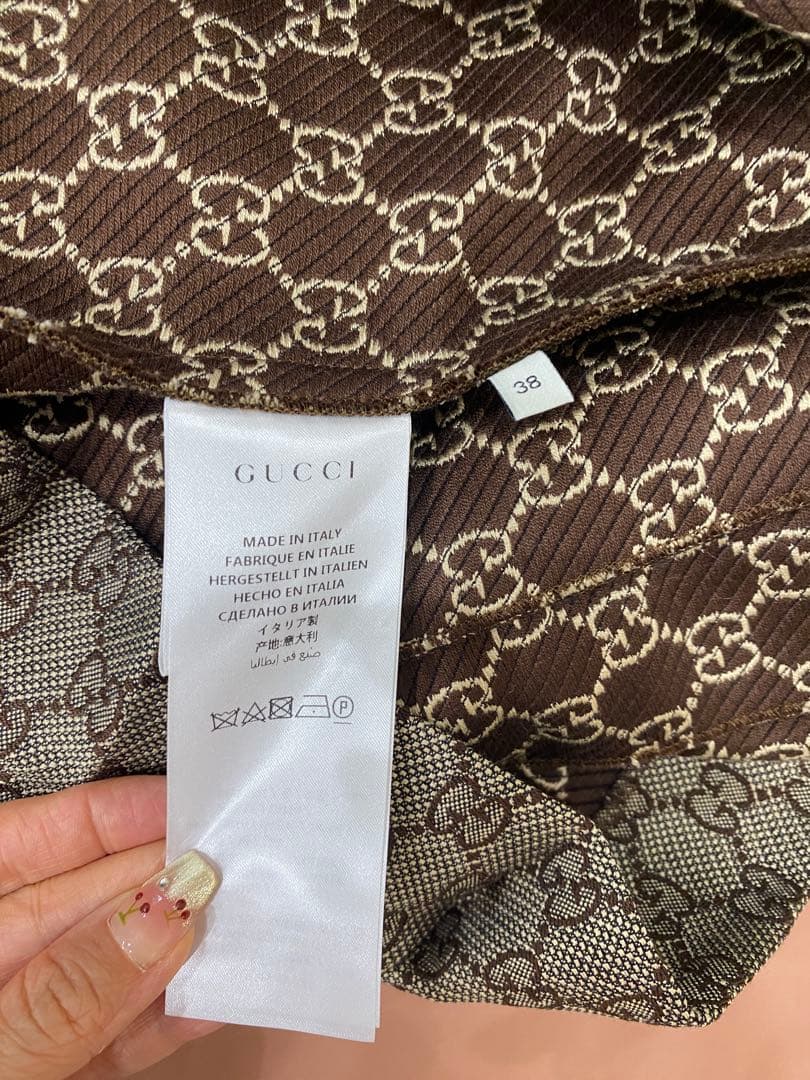 38
GUCCI
MADE IN ITALY
FABRIQUE EN ITALIE
HERGESTELLT IN ITALIEN
HECHO EN ITALIA
СДЕЛАНО В ИТАЛИИ
イタリア製
产地:意大利
صنع في إيطاليا
P